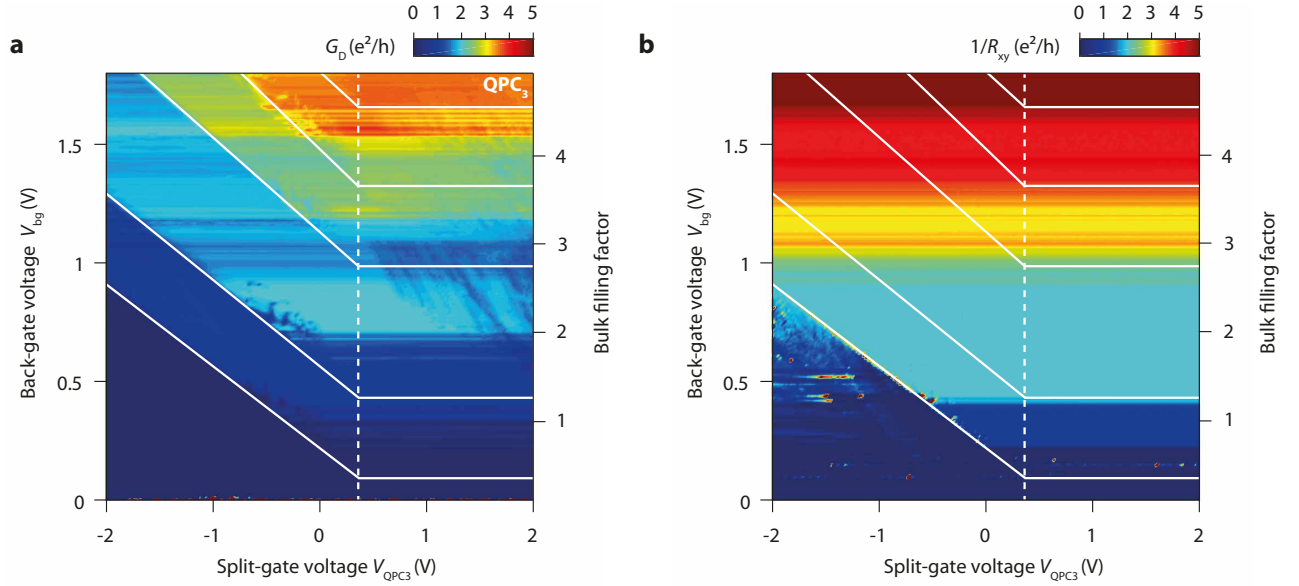 a
G_D (e²/h)
0 1 2 3 4 5
QPC₃
Back-gate voltage V_bg (V)
1.5
1
0.5
0
4
3
2
1
Bulk filling factor
-2 -1 0 1 2
Split-gate voltage V_QPC3 (V)
b
1/R_xy (e²/h)
0 1 2 3 4 5
Back-gate voltage V_bg (V)
1.5
1
0.5
0
4
3
2
1
Bulk filling factor
-2 -1 0 1 2
Split-gate voltage V_QPC3 (V)